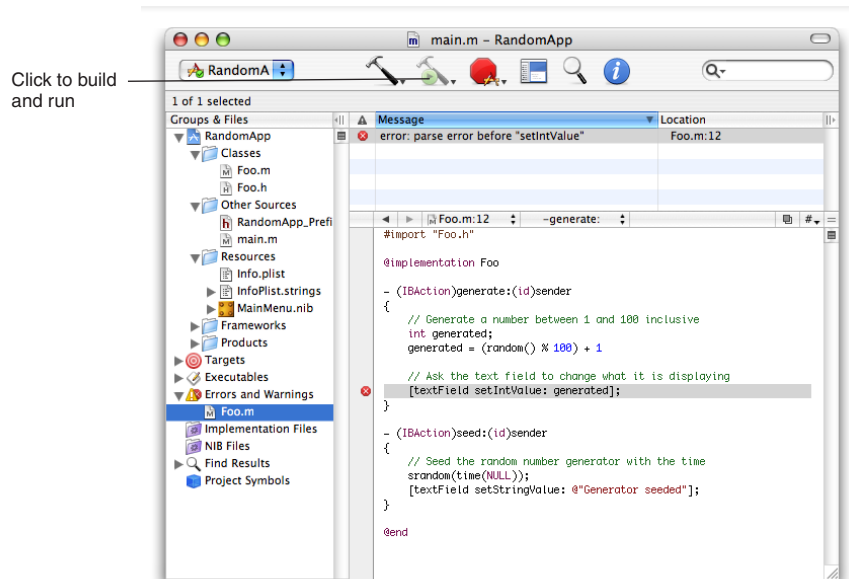 Click to build
and run
main.m – RandomApp
RandomA
Q-
1 of 1 selected
Groups & Files
Message
Location
RandomApp
error: parse error before "setIntValue"
Foo.m:12
Classes
Foo.m
Foo.h
Other Sources
RandomApp_Prefi
main.m
Resources
Info.plist
InfoPlist.strings
MainMenu.nib
Frameworks
Products
Targets
Executables
Errors and Warnings
Foo.m
Implementation Files
NIB Files
Find Results
Project Symbols
Foo.m:12
-generate:
#
#import "Foo.h"
@implementation Foo
- (IBAction)generate:(id)sender
{
// Generate a number between 1 and 100 inclusive
int generated;
generated = (random() % 100) + 1
// Ask the text field to change what it is displaying
[textField setIntValue: generated];
}
- (IBAction)seed:(id)sender
{
// Seed the random number generator with the time
srandom(time(NULL));
[textField setStringValue: @"Generator seeded"];
}
@end